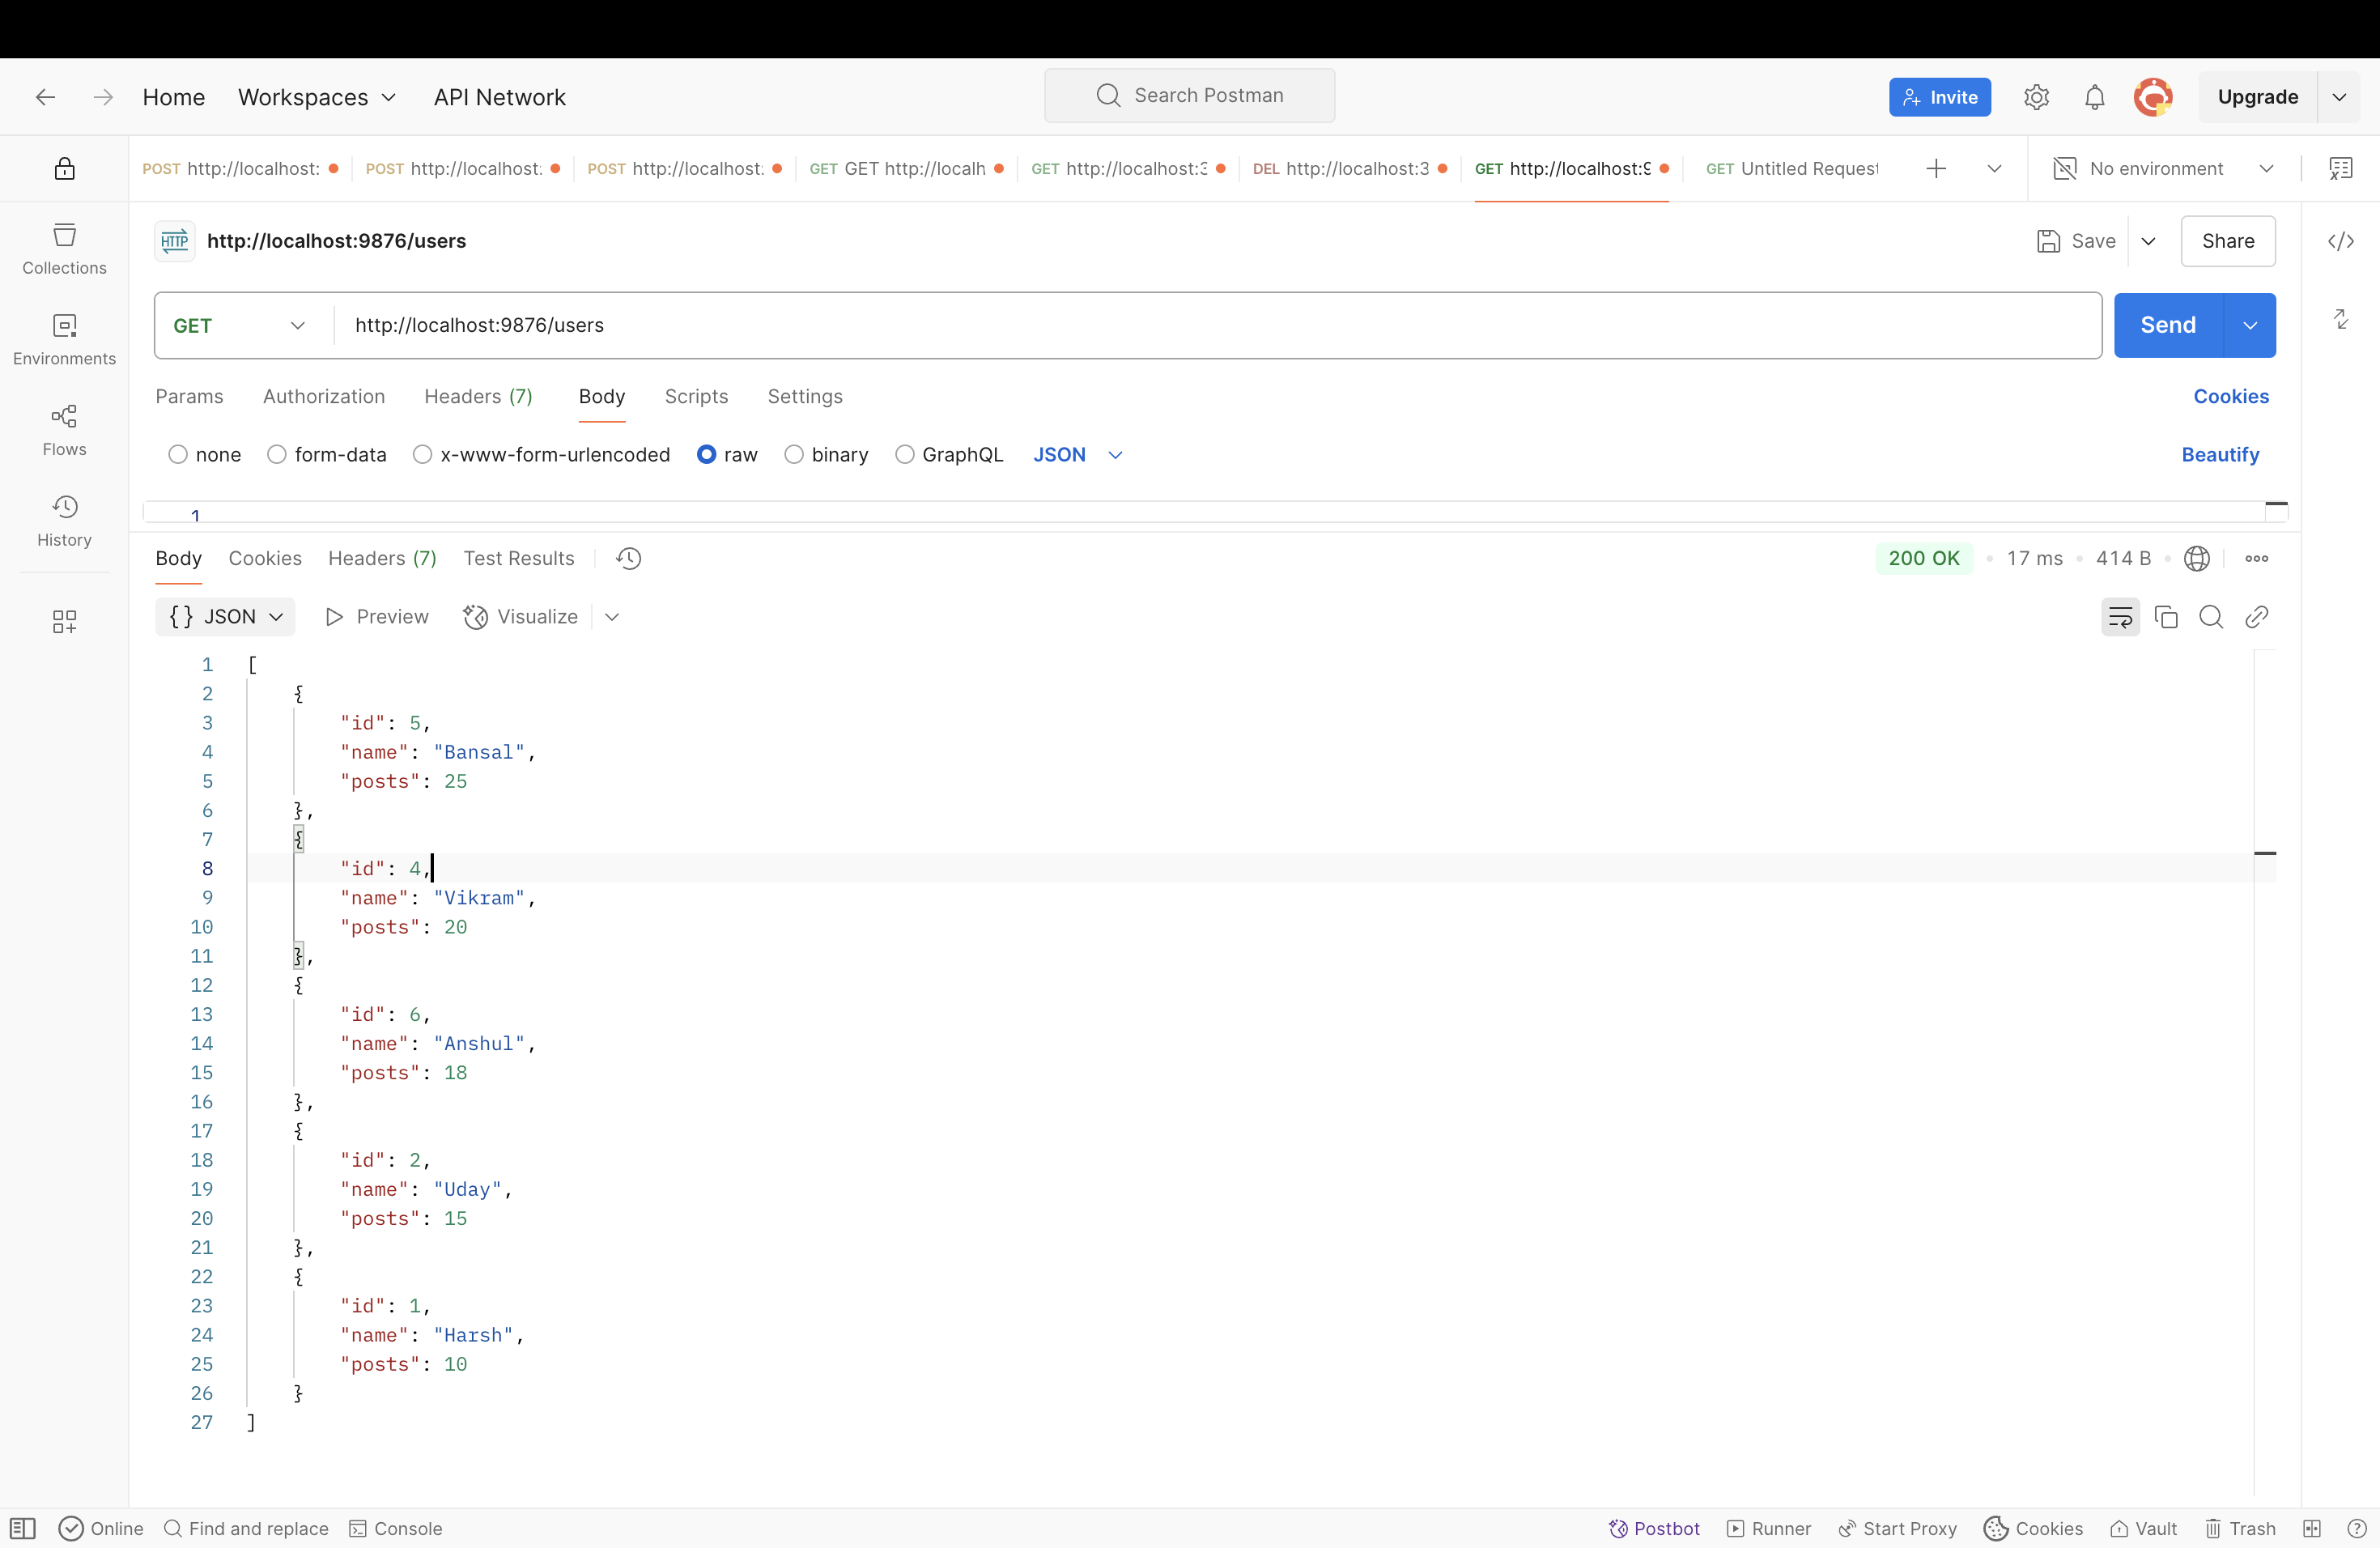 Home Workspaces API Network Search Postman Invite Upgrade
POST http://localhost: POST http://localhost: POST http://localhost: GET GET http://localh GET http://localhost:3 DEL http://localhost:3 GET http://localhost:9 GET Untitled Request No environment
HTTP http://localhost:9876/users Save Share
Collections
GET http://localhost:9876/users Send
Environments
Params Authorization Headers (7) Body Scripts Settings Cookies
Flows
none form-data x-www-form-urlencoded raw binary GraphQL JSON Beautify
1
History
Body Cookies Headers (7) Test Results 200 OK 17 ms 414 B
{} JSON Preview Visualize
1 [
2 {
3 "id": 5,
4 "name": "Bansal",
5 "posts": 25
6 },
7 {
8 "id": 4,
9 "name": "Vikram",
10 "posts": 20
11 },
12 {
13 "id": 6,
14 "name": "Anshul",
15 "posts": 18
16 },
17 {
18 "id": 2,
19 "name": "Uday",
20 "posts": 15
21 },
22 {
23 "id": 1,
24 "name": "Harsh",
25 "posts": 10
26 }
27 ]
Online Find and replace Console Postbot Runner Start Proxy Cookies Vault Trash